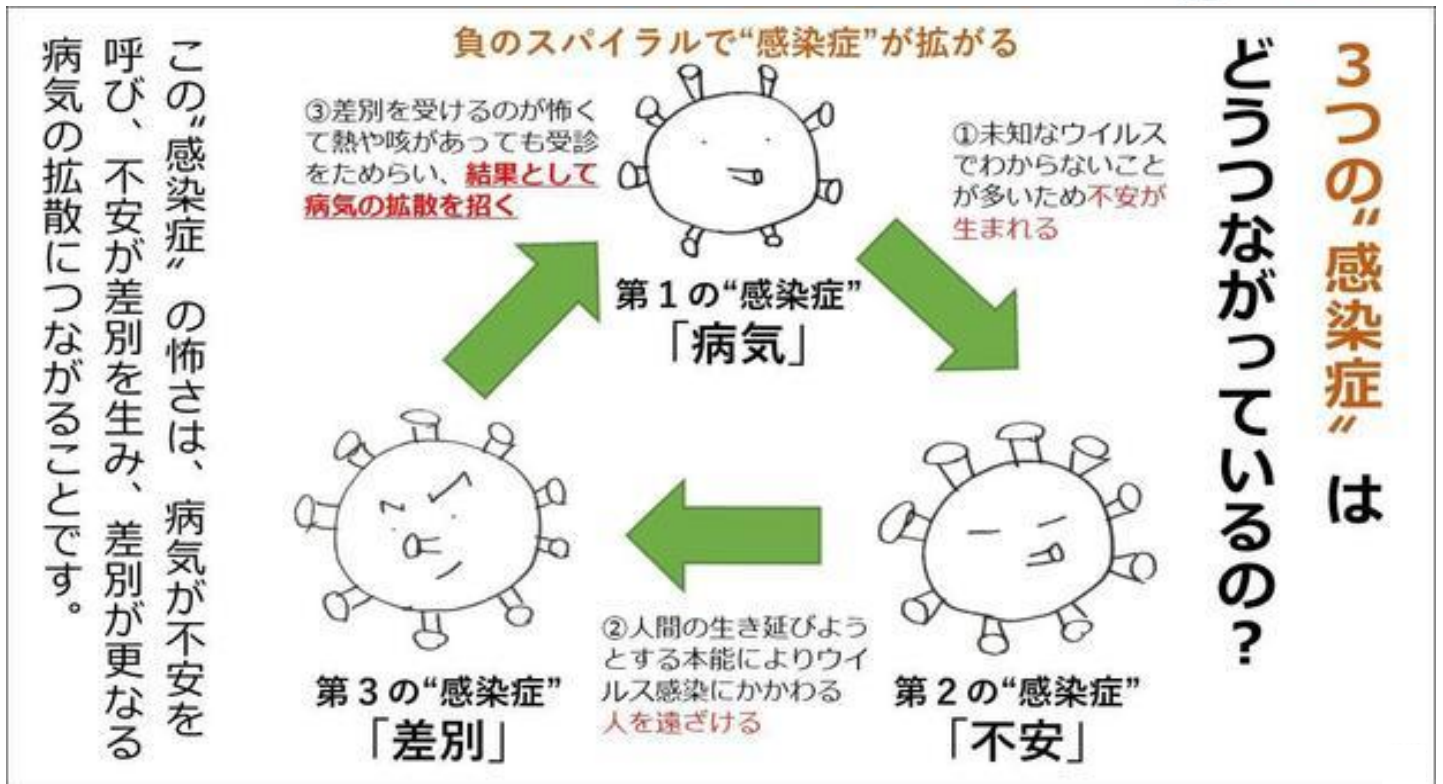 3つの“感染症”は
どうつながっているの?
負のスパイラルで“感染症”が拡がる
第1の“感染症”
「病気」
①未知なウイルス
でわからないこと
が多いため不安が
生まれる
第2の“感染症”
「不安」
②人間の生き延びよう
とする本能によりウイ
ルス感染にかかわる
人を遠ざける
第3の“感染症”
「差別」
③差別を受けるのが怖く
て熱や咳があっても受診
をためらい、結果として
病気の拡散を招く
この“感染症”の怖さは、病気が不安を
呼び、不安が差別を生み、差別が更なる
病気の拡散につながることです。